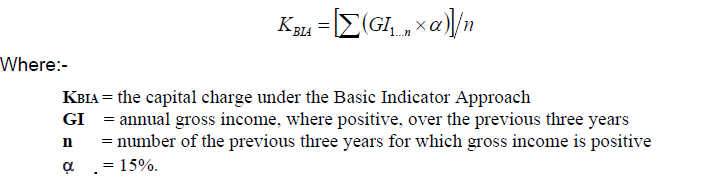 K_BIA = [∑(GI_1...n × α)]/n
Where:-
KBIA = the capital charge under the Basic Indicator Approach
GI = annual gross income, where positive, over the previous three years
n = number of the previous three years for which gross income is positive
α . = 15%.